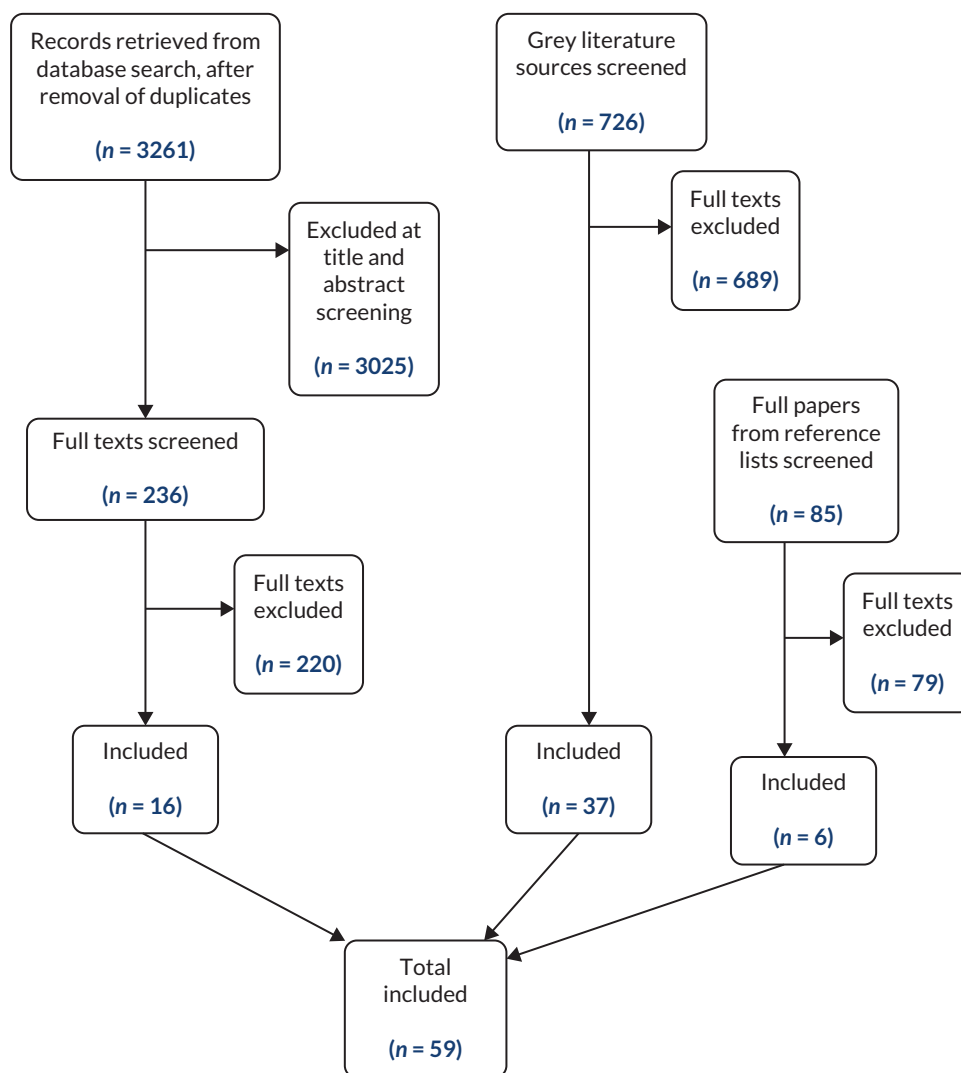 Records retrieved from
database search, after
removal of duplicates
(n = 3261)
Grey literature
sources screened
(n = 726)
Full texts
excluded
(n = 689)
Excluded at
title and
abstract
screening
(n = 3025)
Full papers
from reference
lists screened
(n = 85)
Full texts screened
(n = 236)
Full texts
excluded
(n = 220)
Full texts
excluded
(n = 79)
Included
(n = 16)
Included
(n = 37)
Included
(n = 6)
Total
included
(n = 59)